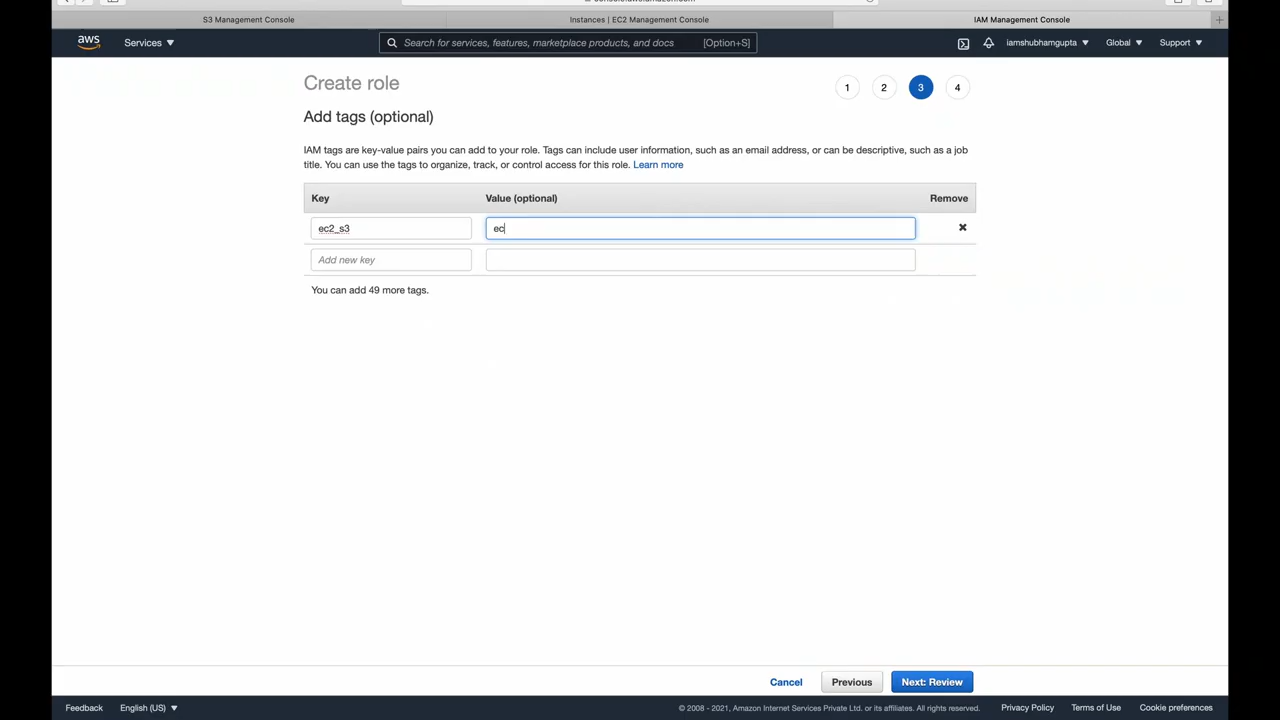 S3 Management Console
Instances | EC2 Management Console
IAM Management Console
aws
Services
Search for services, features, marketplace products, and docs
[Option+S]
iamshubhamgupta
Global
Support
Create role
1
2
3
4
Add tags (optional)
IAM tags are key-value pairs you can add to your role. Tags can include user information, such as an email address, or can be descriptive, such as a job
title. You can use the tags to organize, track, or control access for this role. Learn more
Key
Value (optional)
Remove
ec2_s3
ec
Add new key
You can add 49 more tags.
Cancel
Previous
Next: Review
Feedback
English (US)
© 2008 - 2021, Amazon Internet Services Private Ltd. or its affiliates. All rights reserved.
Privacy Policy
Terms of Use
Cookie preferences